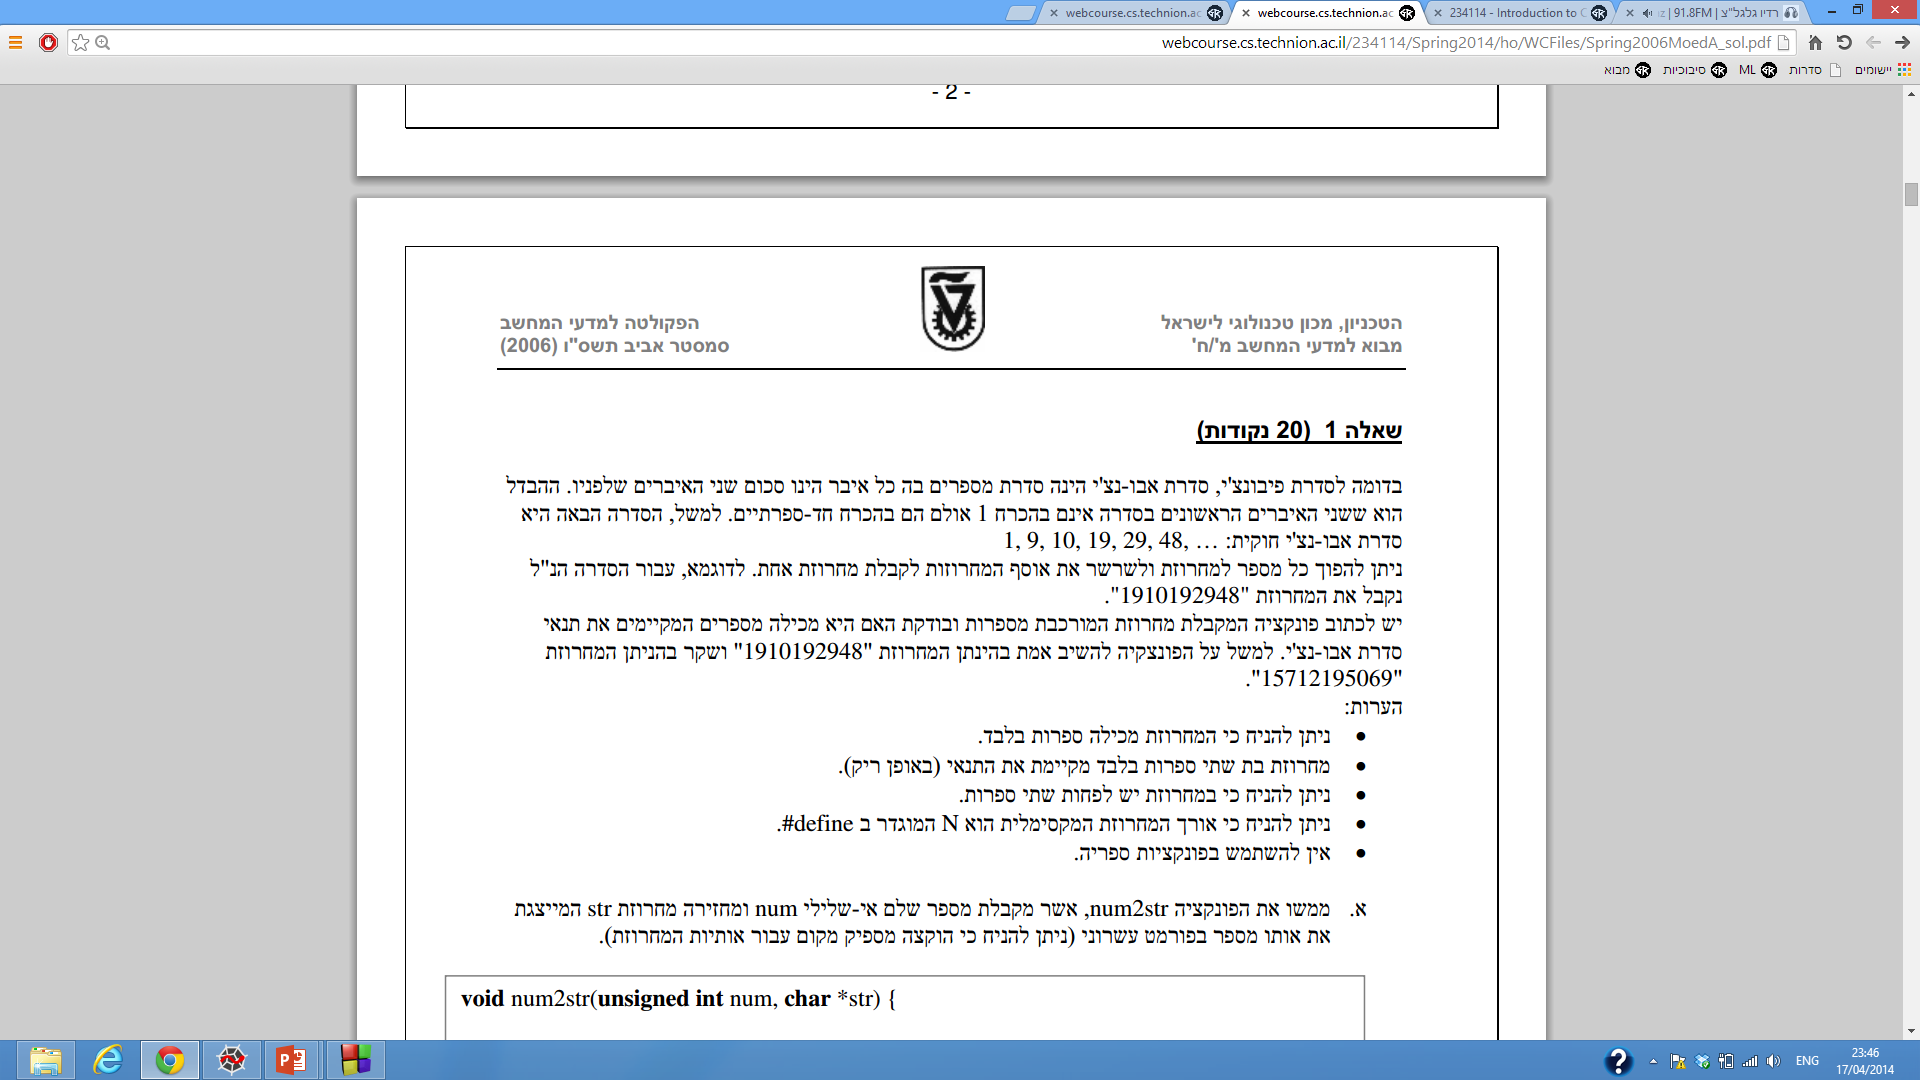 webcourse.cs.technion.ac
webcourse.cs.technion.ac
234114 - Introduction to C
רדיו גלגלצ | 91.8FM | גצ
webcourse.cs.technion.ac.il/234114/Spring2014/ho/WCFiles/Spring2006MoedA_sol.pdf
יישומים סדרות ML סיבוכיות מבוא
- 2 -
הטכניון, מכון טכנולוגי לישראל הפקולטה למדעי המחשב
מבוא למדעי המחשב מ'/ח' סמסטר אביב תשס"ו (2006)
שאלה 1 (20 נקודות)
בדומה לסדרת פיבונצ'י, סדרת אבו-נצ'י הינה סדרת מספרים בה כל איבר הינו סכום שני האיברים שלפניו. ההבדל
הוא ששני האיברים הראשונים בסדרה אינם בהכרח 1 אולם הם בהכרח חד-ספרתיים. למשל, הסדרה הבאה היא
סדרת אבו-נצ'י חוקית: 1, 9, 10, 19, 29, 48, …
ניתן להפוך כל מספר למחרוזת ולשרשר את אוסף המחרוזות לקבלת מחרוזת אחת. לדוגמא, עבור הסדרה הנ"ל
נקבל את המחרוזת "1910192948".
יש לכתוב פונקציה המקבלת מחרוזת המורכבת מספרות ובודקת האם היא מכילה מספרים המקיימים את תנאי
סדרת אבו-נצ'י. למשל על הפונצקיה להשיב אמת בהינתן המחרוזת "1910192948" ושקר בהניתן המחרוזת
"15712195069".
הערות:
• ניתן להניח כי המחרוזת מכילה ספרות בלבד.
• מחרוזת בת שתי ספרות בלבד מקיימת את התנאי (באופן ריק).
• ניתן להניח כי במחרוזת יש לפחות שתי ספרות.
• ניתן להניח כי אורך המחרוזת המקסימלית הוא N המוגדר ב #define.
• אין להשתמש בפונקציות ספריה.
א. ממשו את הפונקציה num2str, אשר מקבלת מספר שלם אי-שלילי num ומחזירה מחרוזת str המייצגת
את אותו מספר בפורמט עשרוני (ניתן להניח כי הוקצה מספיק מקום עבור אותיות המחרוזת).
void num2str(unsigned int num, char *str) {
ENG
23:46
17/04/2014